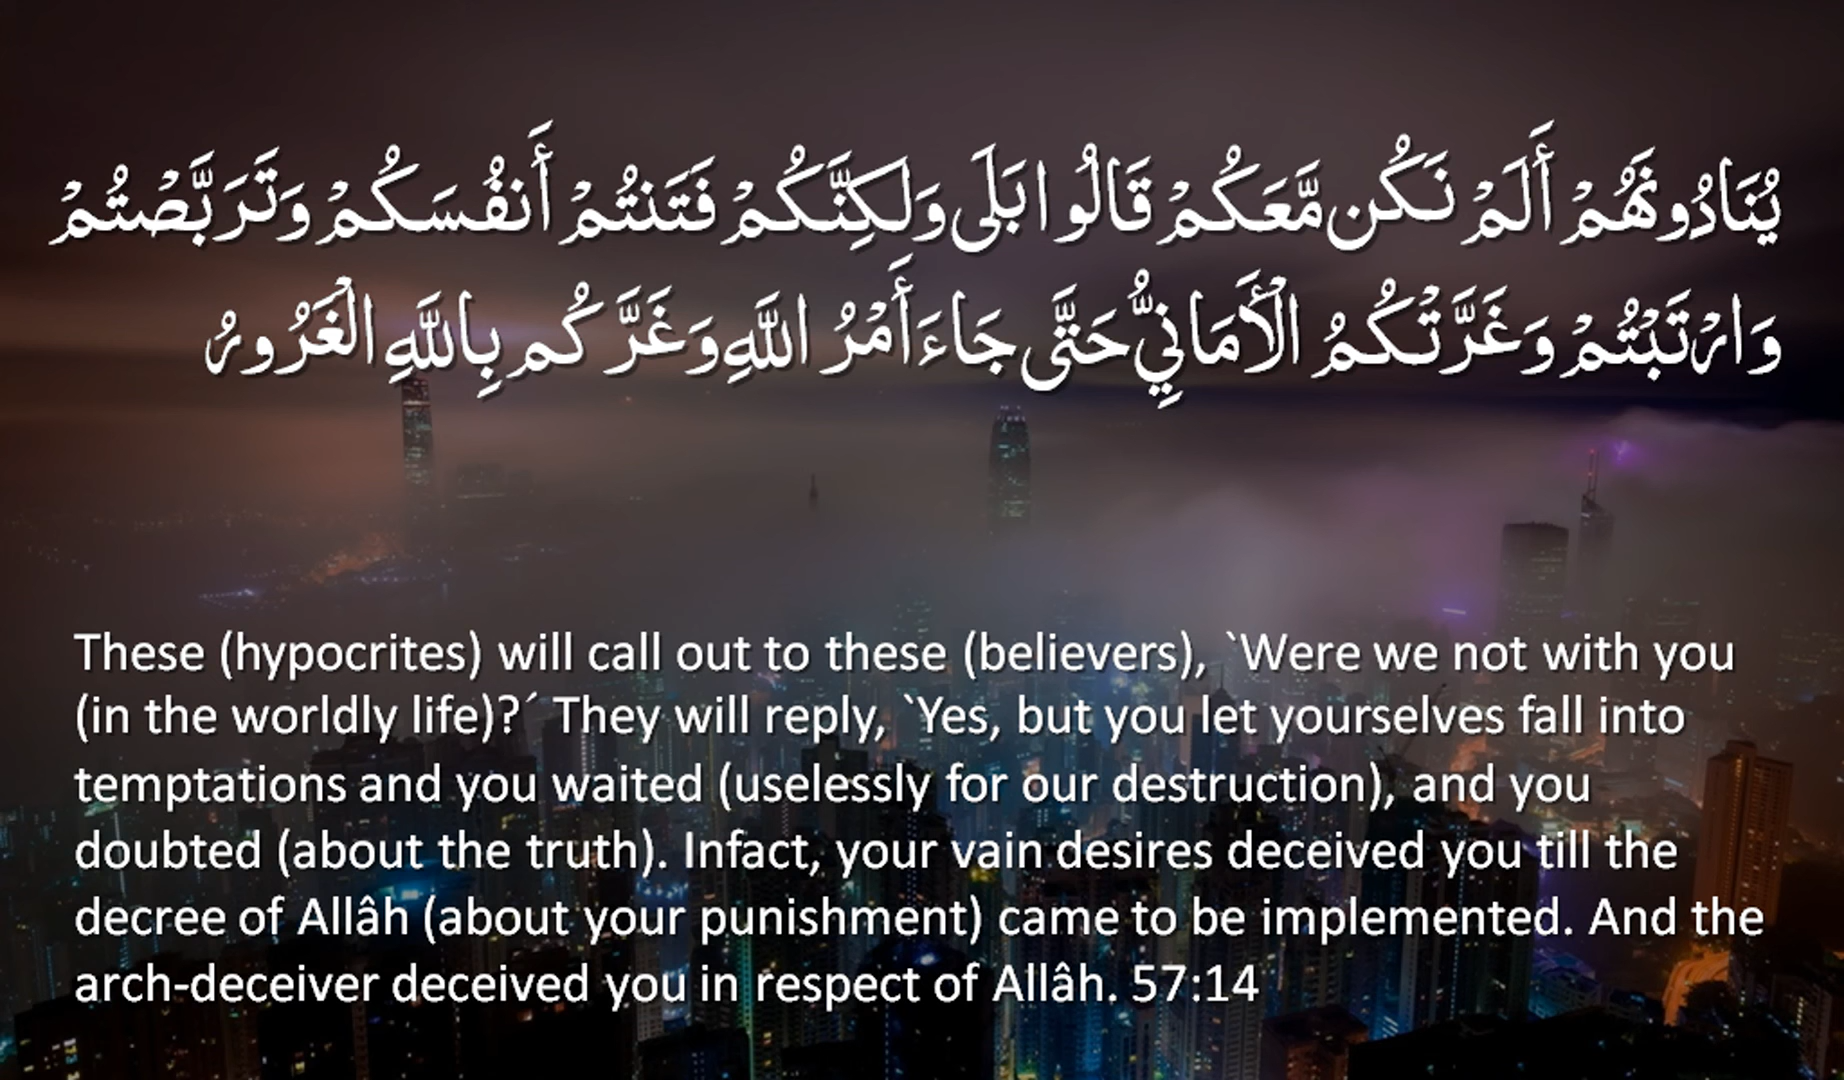 يُنَادُونَهُمْ أَلَمْ نَكُن مَّعَكُمْ قَالُوا بَلَى وَلَكِنَّكُمْ فَتَنتُمْ أَنفُسَكُمْ وَتَرَبَّصْتُمْ
وَارْتَبْتُمْ وَغَرَّتْكُمُ الْأَمَانِيُّ حَتَّى جَاءَ أَمْرُ اللَّهِ وَغَرَّكُم بِاللَّهِ الْغَرُورُ
These (hypocrites) will call out to these (believers), `Were we not with you
(in the worldly life)?´ They will reply, `Yes, but you let yourselves fall into
temptations and you waited (uselessly for our destruction), and you
doubted (about the truth). Infact, your vain desires deceived you till the
decree of Allâh (about your punishment) came to be implemented. And the
arch-deceiver deceived you in respect of Allâh. 57:14